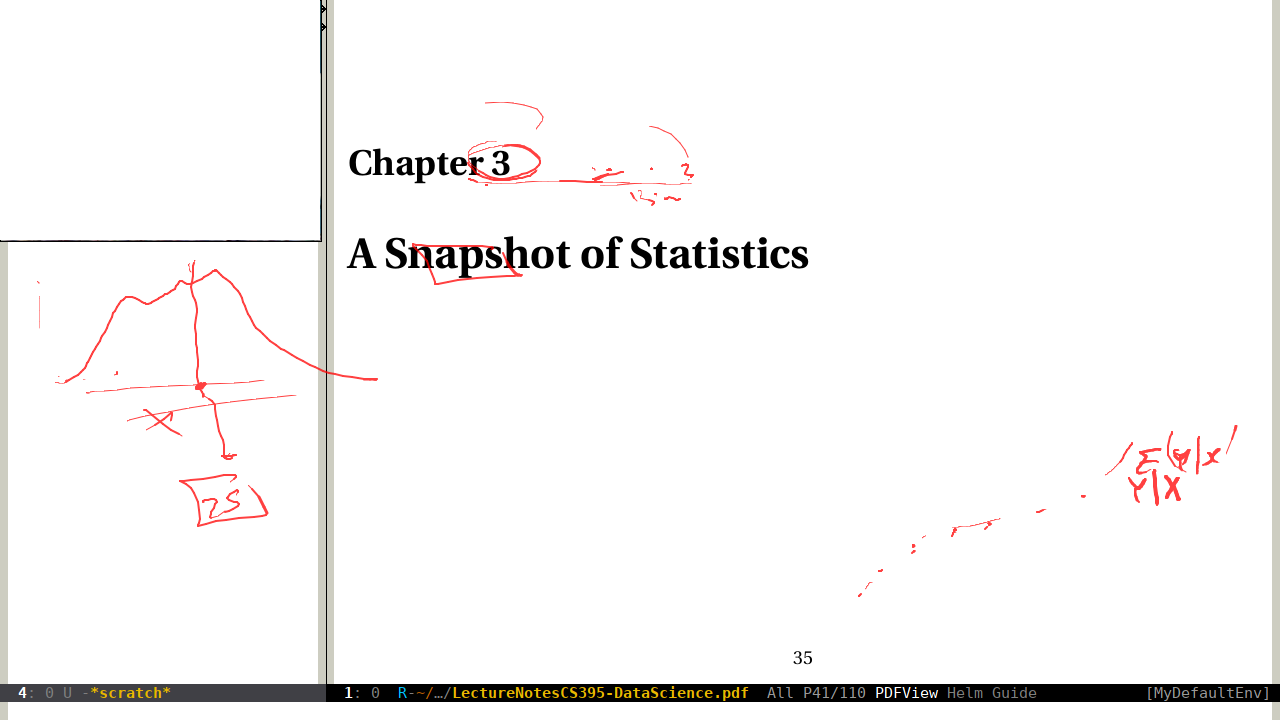 Chapter 3
A Snapshot of Statistics
X
25
E(Y|X)
Y|X
35
4: 0 U -*scratch*
1: 0 R-~/…/LectureNotesCS395-DataScience.pdf All P41/110 PDFView Helm Guide [MyDefaultEnv]